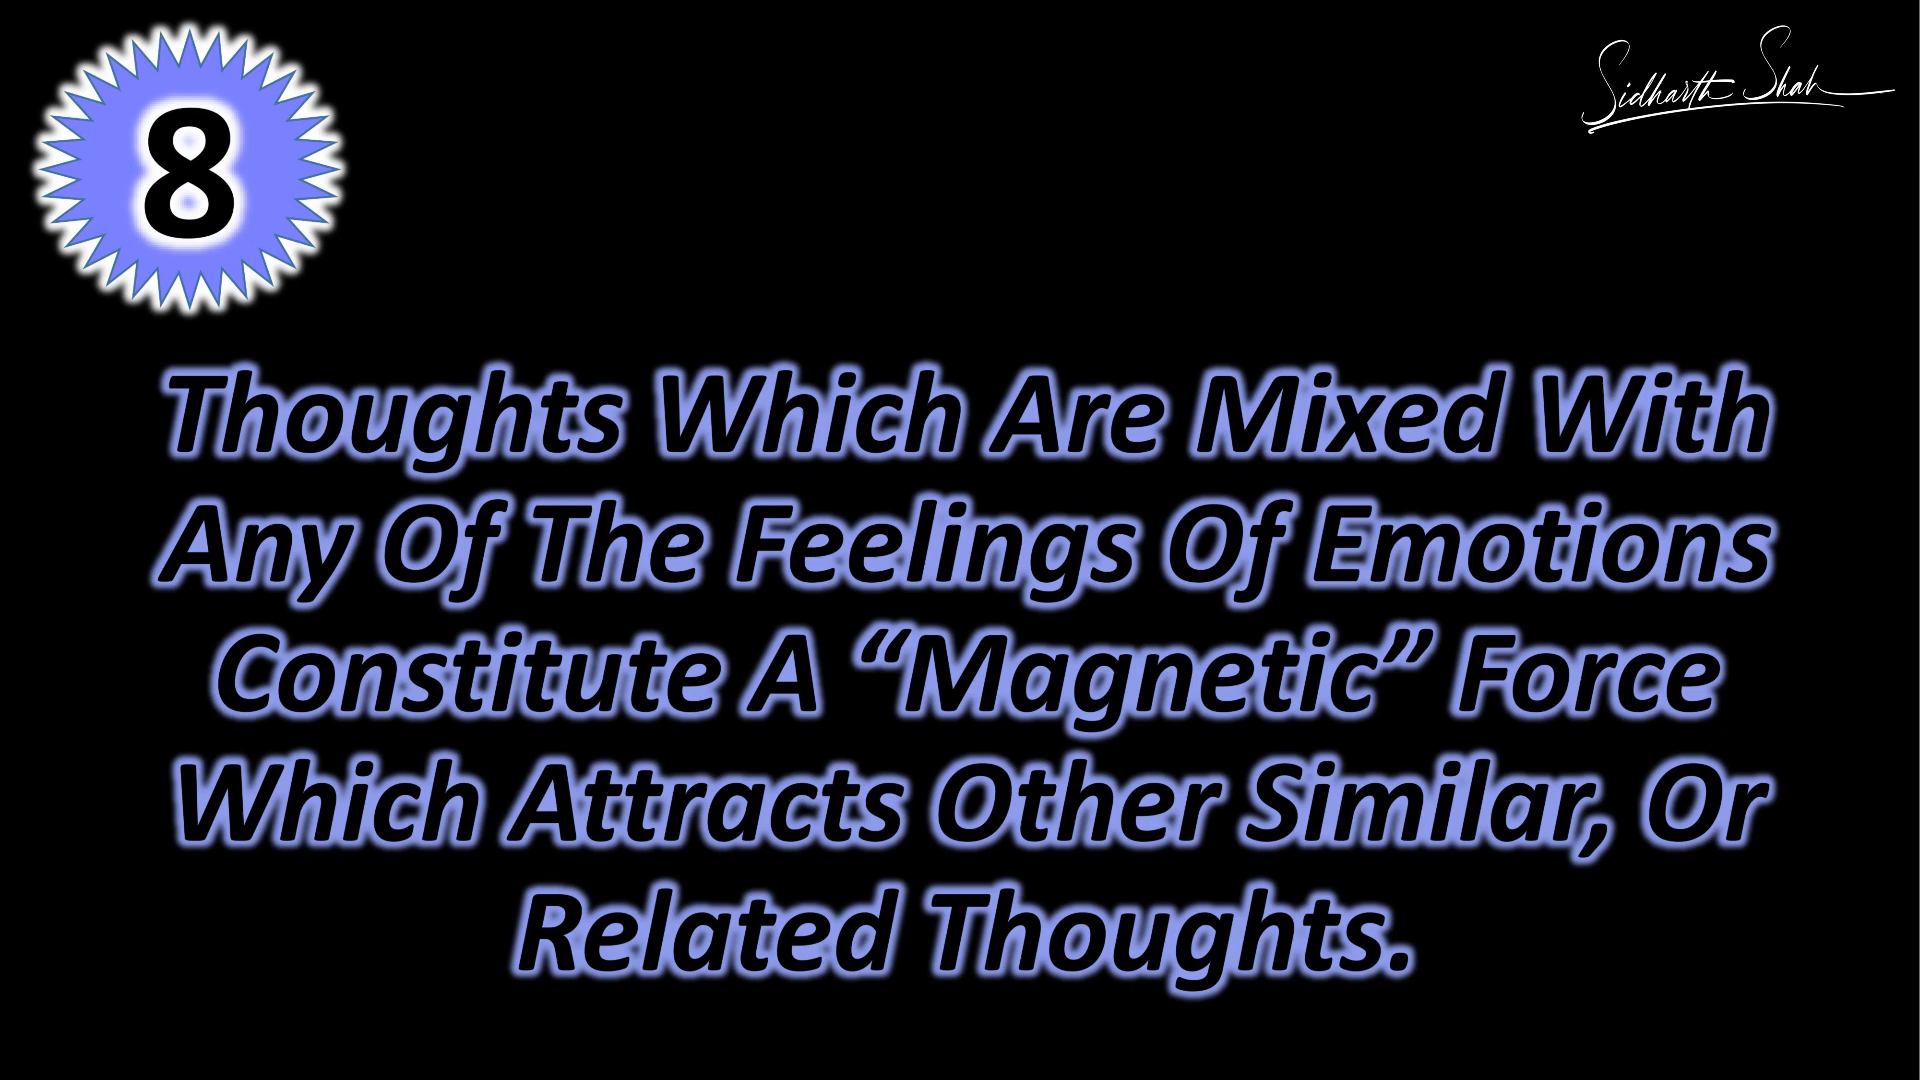 8
Sidharth Shah
Thoughts Which Are Mixed With
Any Of The Feelings Of Emotions
Constitute A “Magnetic” Force
Which Attracts Other Similar, Or
Related Thoughts.